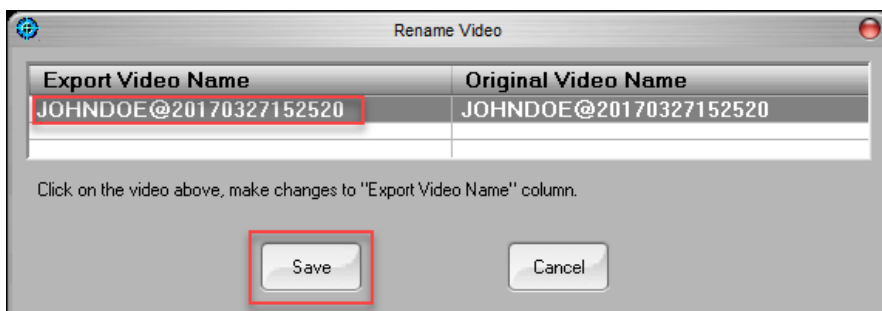 Rename Video
Export Video Name Original Video Name
JOHNDOE@20170327152520 JOHNDOE@20170327152520
Click on the video above, make changes to "Export Video Name" column.
Save Cancel